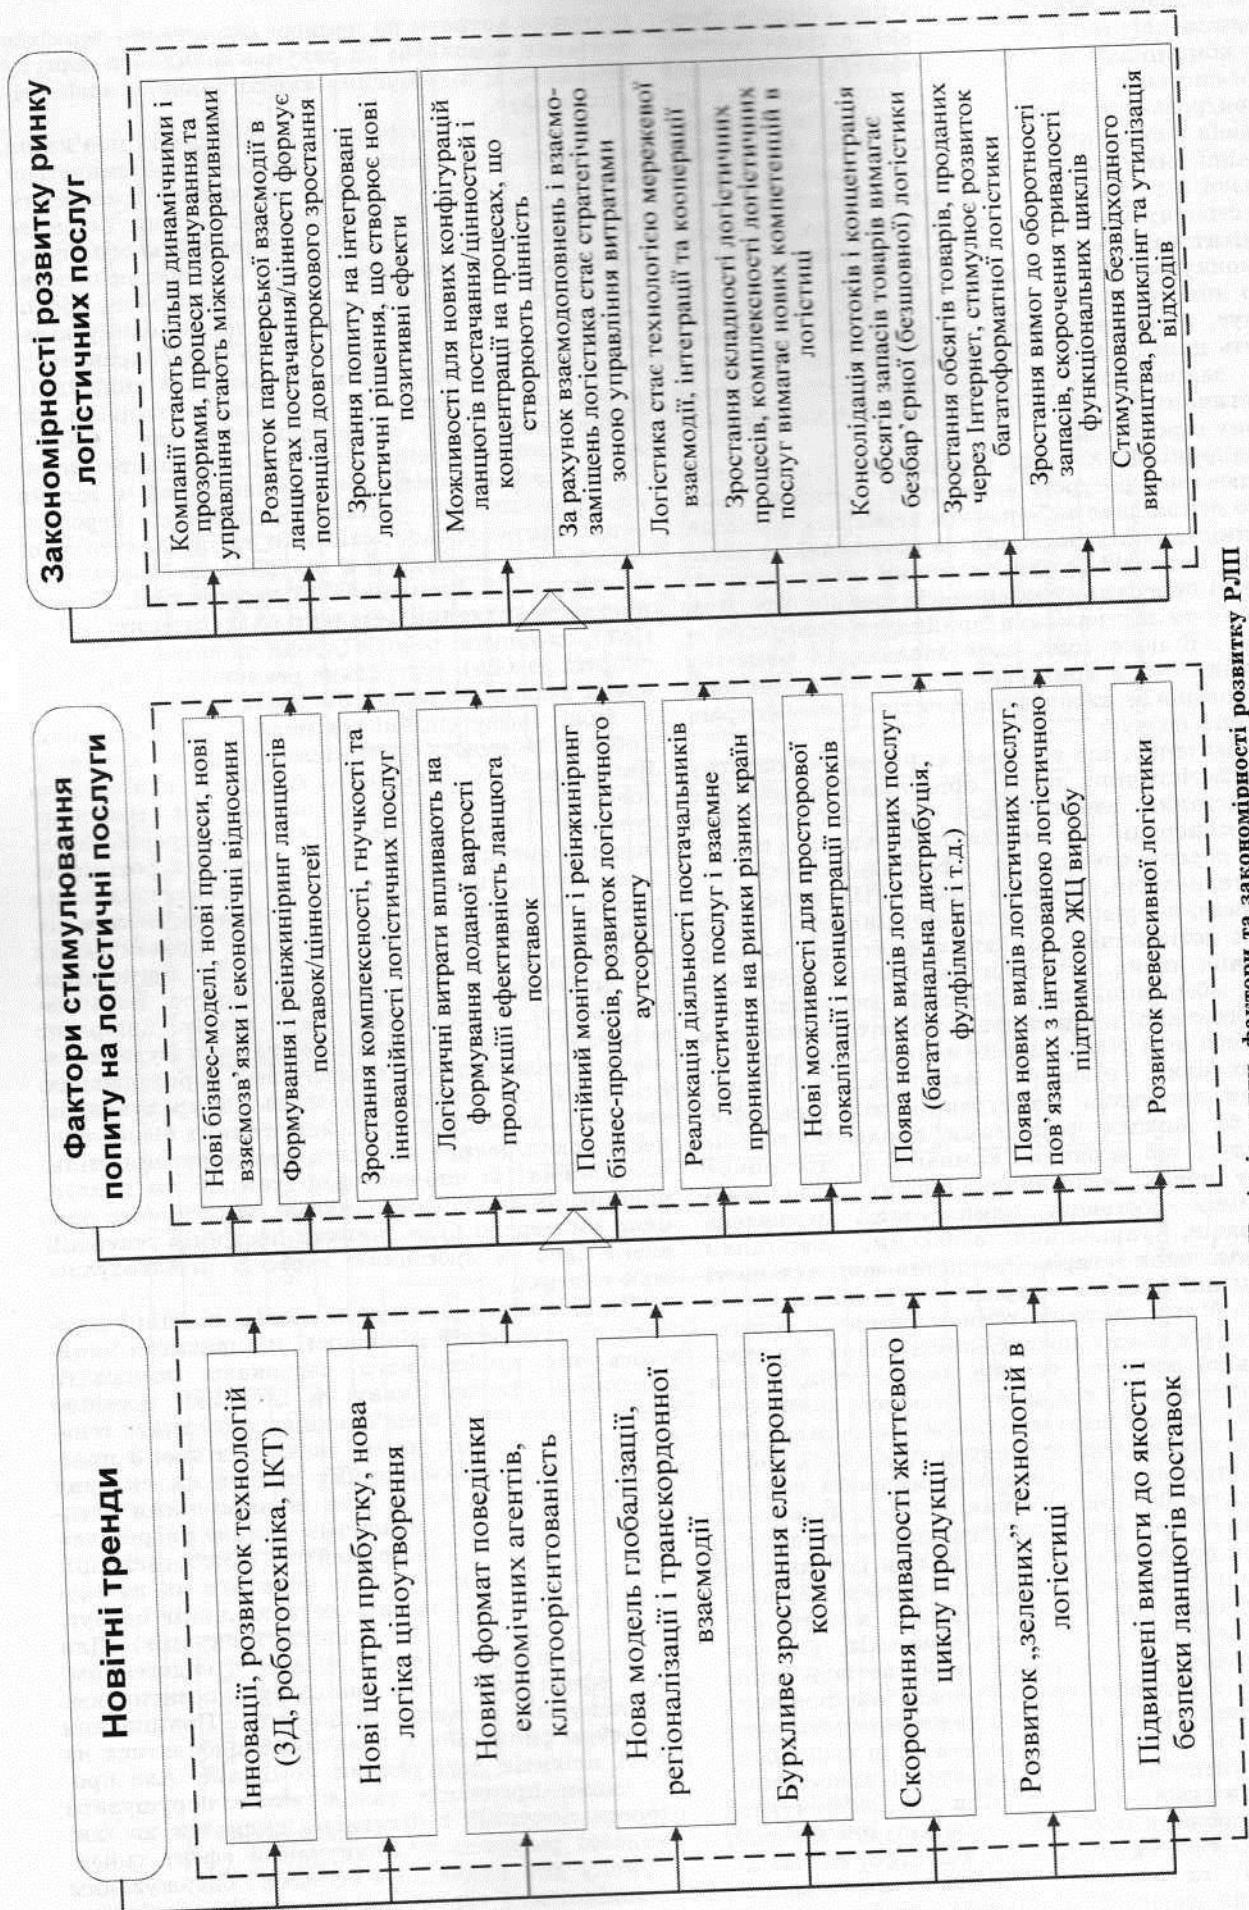 Новітні тренди
Інновації, розвиток технологій
(3Д, робототехніка, ІКТ)
Нові центри прибутку, нова
логіка ціноутворення
Новий формат поведінки
економічних агентів,
клієнтоорієнтованість
Нова модель глобалізації,
регіоналізації і транскордонної
взаємодії
Бурхливе зростання електронної
комерції
Скорочення тривалості життєвого
циклу продукції
Розвиток „зелених” технологій в
логістиці
Підвищені вимоги до якості і
безпеки ланцюгів поставок
Фактори стимулювання
попиту на логістичні послуги
Нові бізнес-моделі, нові процеси, нові
взяємозв’язки і економічні відносини
Формування і реінжиніринг ланцюгів
поставок/цінностей
Зростання комплексності, гнучкості та
інноваційності логістичних послуг
Логістичні витрати впливають на
формування доданої вартості
продукції ефективність ланцюга
поставок
Постійний моніторинг і реінжиніринг
бізнес-процесів, розвиток логістичного
аутсорсингу
Реалокація діяльності постачальників
логістичних послуг і взаємне
проникнення на ринки різних країн
Нові можливості для просторової
локалізації і концентрації потоків
Поява нових видів логістичних послуг
(багатоканальна дистрибуція,
фулфілмент і т.д.)
Поява нових видів логістичних послуг,
пов’язаних з інтегрованою логістичною
підтримкою ЖЦ виробу
Розвиток реверсивної логістики
Закономірності розвитку ринку
логістичних послуг
Компанії стають більш динамічними і
прозорими, процеси планування та
управління стають міжкорпоративними
Розвиток партнерської взаємодії в
ланцюгах постачання/цінності формує
потенціал довгострокового зростання
Зростання попиту на інтегровані
логістичні рішення, що створює нові
позитивні ефекти
Можливості для нових конфігурацій
ланцюгів постачання/цінностей і
концентрації на процесах, що
створюють цінність
За рахунок взаємодоповнень і взаємо-
заміщень логістика стає стратегічною
зоною управління витратами
Логістика стає технологією мережевої
взаємодії, інтеграції та кооперації
Зростання складності логістичних
процесів, комплексності логістичних
послуг вимагає нових компетенцій в
логістиці
Консолідація потоків і концентрація
обсягів запасів товарів вимагає
безбар’єрної (безшовної) логістики
Зростання обсягів товарів, проданих
через Інтернет, стимулює розвиток
багатоформатної логістики
Зростання вимог до оборотності
запасів, скорочення тривалості
функціональних циклів
Стимулювання безвідходного
виробництва, рециклінг та утилізація
відходів
фактори та закономірності розвитку РЛП